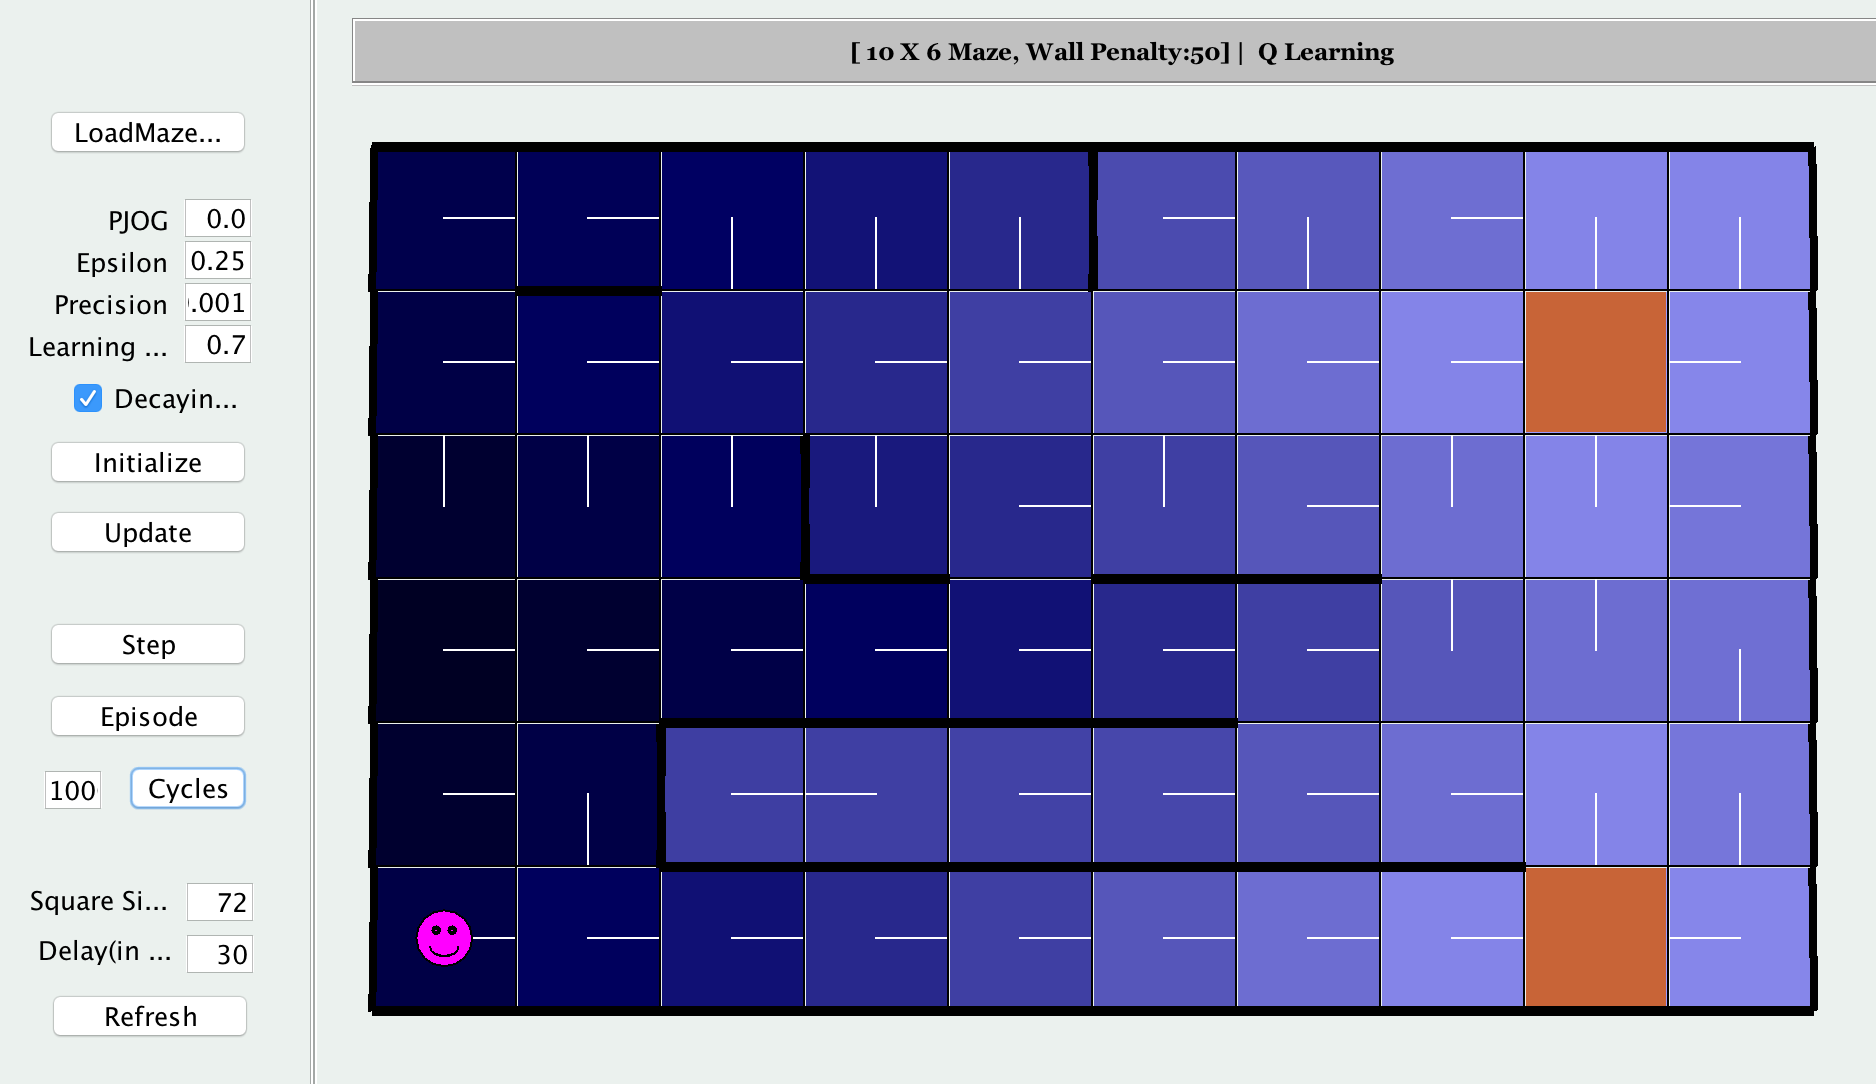 [ 10 X 6 Maze, Wall Penalty:50] | Q Learning
LoadMaze...
PJOG 0.0
Epsilon 0.25
Precision .001
Learning ... 0.7
Decayin...
Initialize
Update
Step
Episode
100 Cycles
Square Si... 72
Delay(in ... 30
Refresh